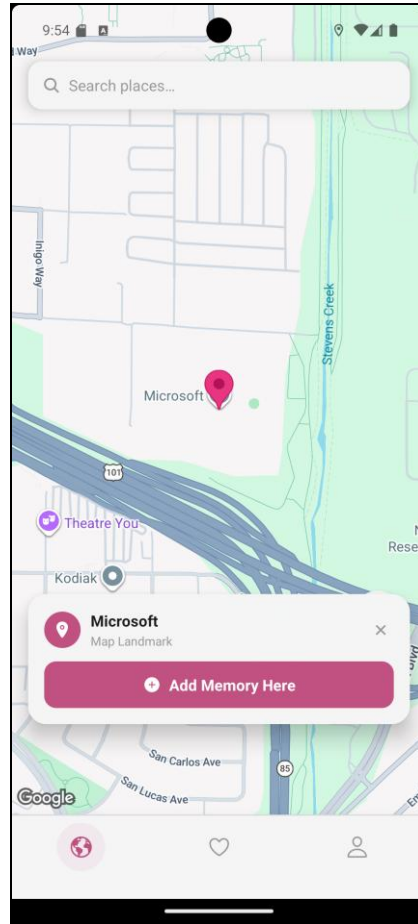 9:54
Way
Search places...
Inigo Way
Stevens Creek
Microsoft
101
Theatre You
Rese
Kodiak
Microsoft
Map Landmark
Add Memory Here
Blvd
San Carlos Ave
85
San Lucas Ave
Google